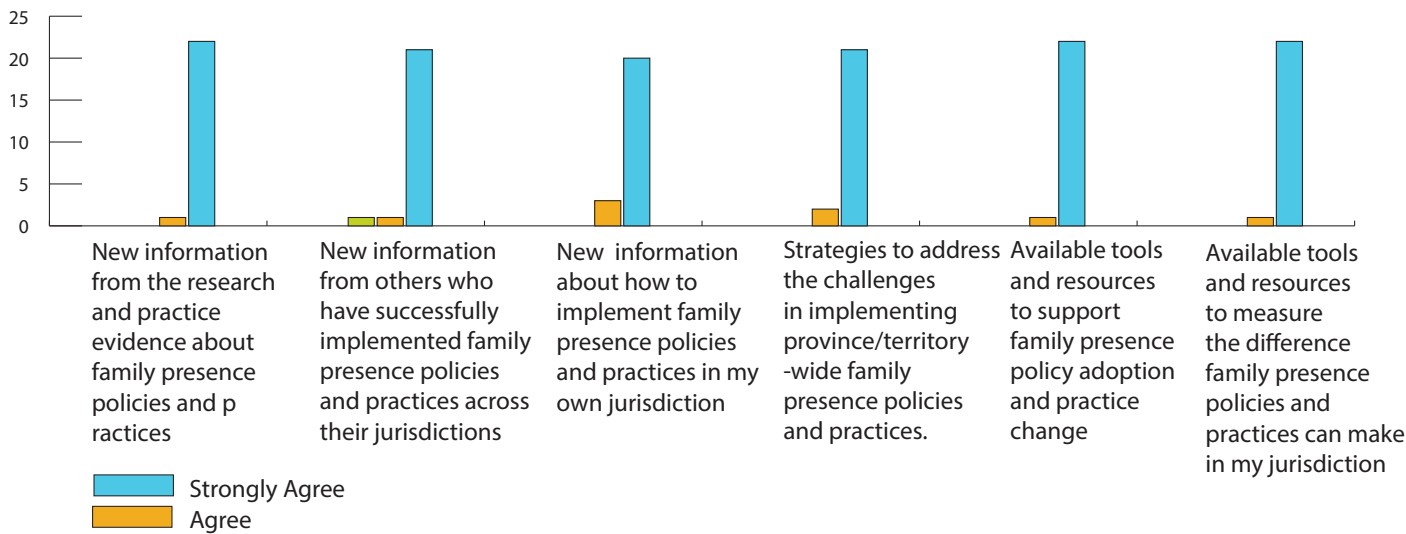 25
20
15
10
5
0
New information
from the research
and practice
evidence about
family presence
policies and p
ractices
New information
from others who
have successfully
implemented family
presence policies
and practices across
their jurisdictions
New information
about how to
implement family
presence policies
and practices in my
own jurisdiction
Strategies to address
the challenges
in implementing
province/territory
-wide family
presence policies
and practices.
Available tools
and resources
to support
family presence
policy adoption
and practice
change
Available tools
and resources
to measure
the difference
family presence
policies and
practices can make
in my jurisdiction
Strongly Agree
Agree